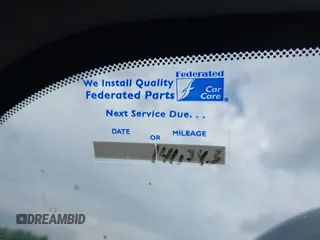 We Install Quality
Federated Parts
Federated
Car
Care®
Next Service Due. . .
DATE OR MILEAGE
141,243
DREAMBID